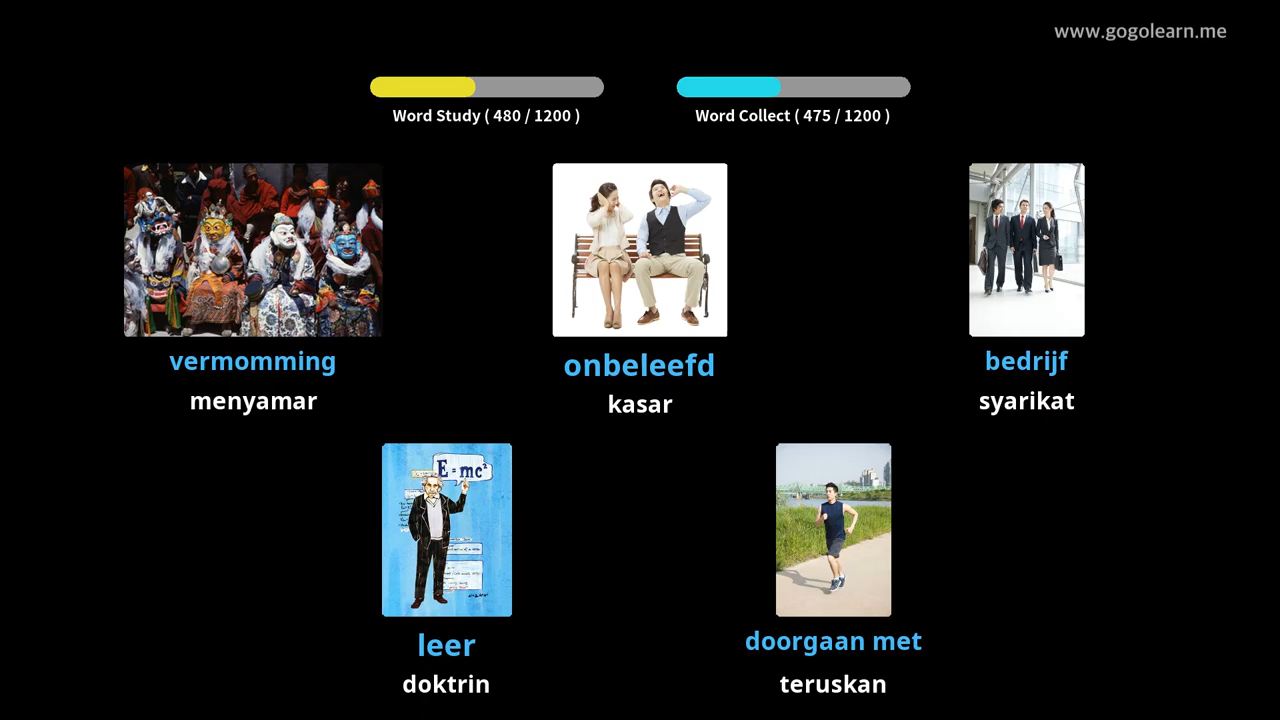 www.gogolearn.me
Word Study ( 480 / 1200 )
Word Collect ( 475 / 1200 )
vermomming
onbeleefd
bedrijf
menyamar
kasar
syarikat
E=mc²
leer
doorgaan met
doktrin
teruskan